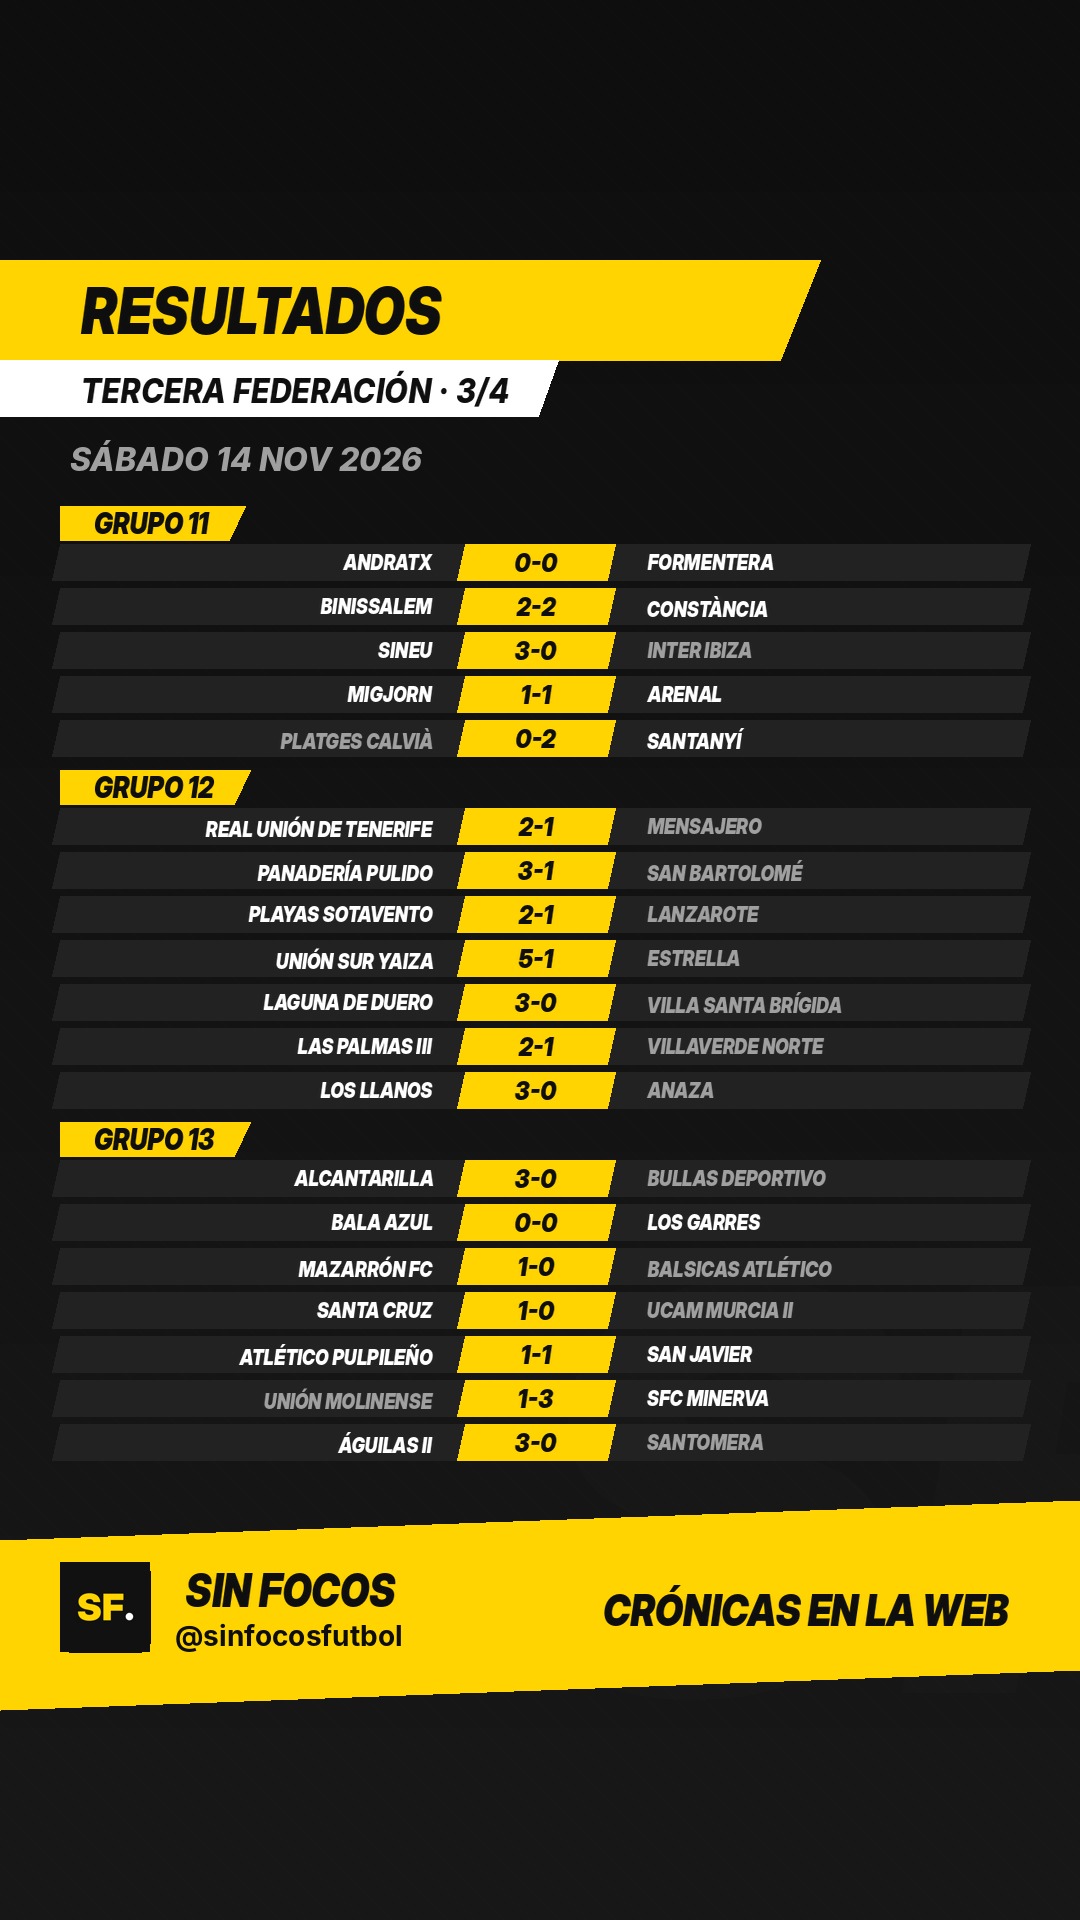 RESULTADOS
TERCERA FEDERACIÓN · 3/4
SÁBADO 14 NOV 2026
GRUPO 11
ANDRATX 0-0 FORMENTERA
BINISSALEM 2-2 CONSTÀNCIA
SINEU 3-0 INTER IBIZA
MIGJORN 1-1 ARENAL
PLATGES CALVIÀ 0-2 SANTANYÍ
GRUPO 12
REAL UNIÓN DE TENERIFE 2-1 MENSAJERO
PANADERÍA PULIDO 3-1 SAN BARTOLOMÉ
PLAYAS SOTAVENTO 2-1 LANZAROTE
UNIÓN SUR YAIZA 5-1 ESTRELLA
LAGUNA DE DUERO 3-0 VILLA SANTA BRÍGIDA
LAS PALMAS III 2-1 VILLAVERDE NORTE
LOS LLANOS 3-0 ANAZA
GRUPO 13
ALCANTARILLA 3-0 BULLAS DEPORTIVO
BALA AZUL 0-0 LOS GARRES
MAZARRÓN FC 1-0 BALSICAS ATLÉTICO
SANTA CRUZ 1-0 UCAM MURCIA II
ATLÉTICO PULPILEÑO 1-1 SAN JAVIER
UNIÓN MOLINENSE 1-3 SFC MINERVA
ÁGUILAS II 3-0 SANTOMERA
SF.
SIN FOCOS
@sinfocosfutbol
CRÓNICAS EN LA WEB